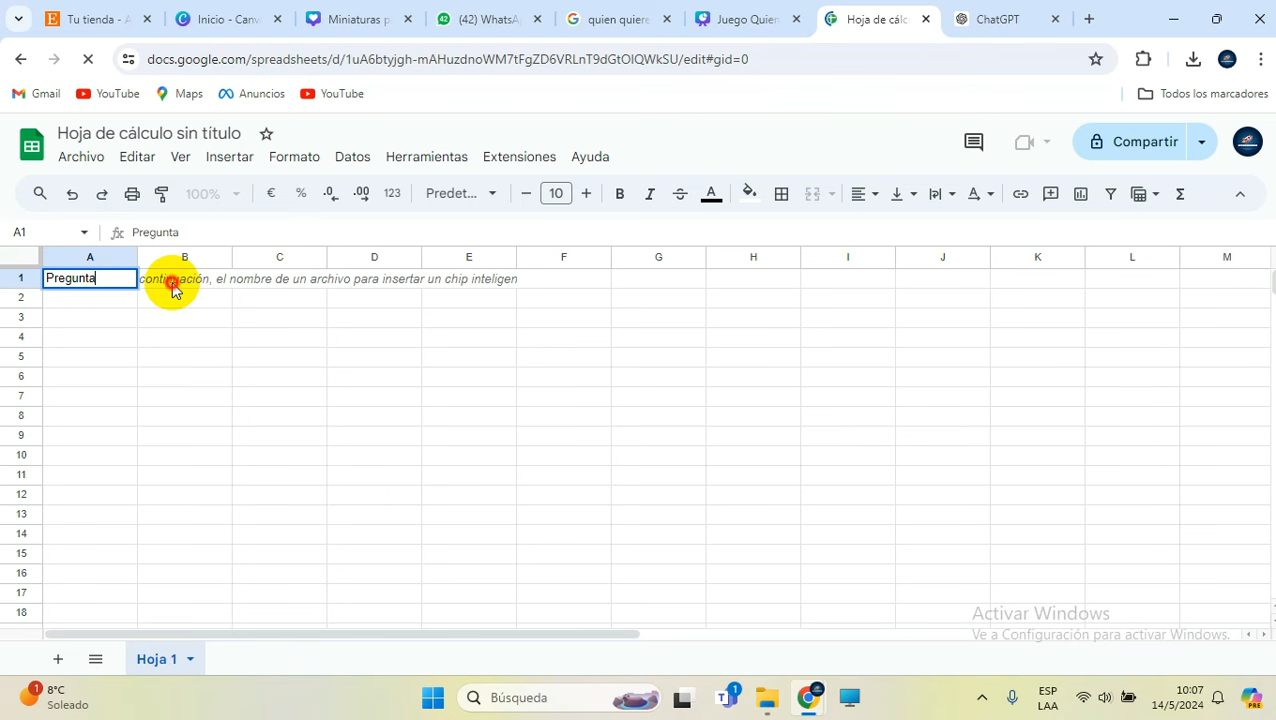 Tu tienda - A
Inicio - Canv
Miniaturas p
(42) WhatsA
quien quiere
Juego Quien
Hoja de cálc
ChatGPT
docs.google.com/spreadsheets/d/1uA6btyjgh-mAHuzdnoWM7tFgZD6VRLnT9dGtOIQWkSU/edit#gid=0
Gmail
YouTube
Maps
Anuncios
YouTube
Todos los marcadores
Hoja de cálculo sin título
Archivo Editar Ver Insertar Formato Datos Herramientas Extensiones Ayuda
Compartir
100% € % .0 .00 123 Predet... 10 B I A
A1 fx Pregunta
A B C D E F G H I J K L M
1 Pregunta continuación, el nombre de un archivo para insertar un chip inteligen
2
3
4
5
6
7
8
9
10
11
12
13
14
15
16
17
18
Activar Windows
Ve a Configuración para activar Windows.
Hoja 1
1 8°C
Soleado
Búsqueda
1
ESP
LAA
10:07
14/5/2024
PRE